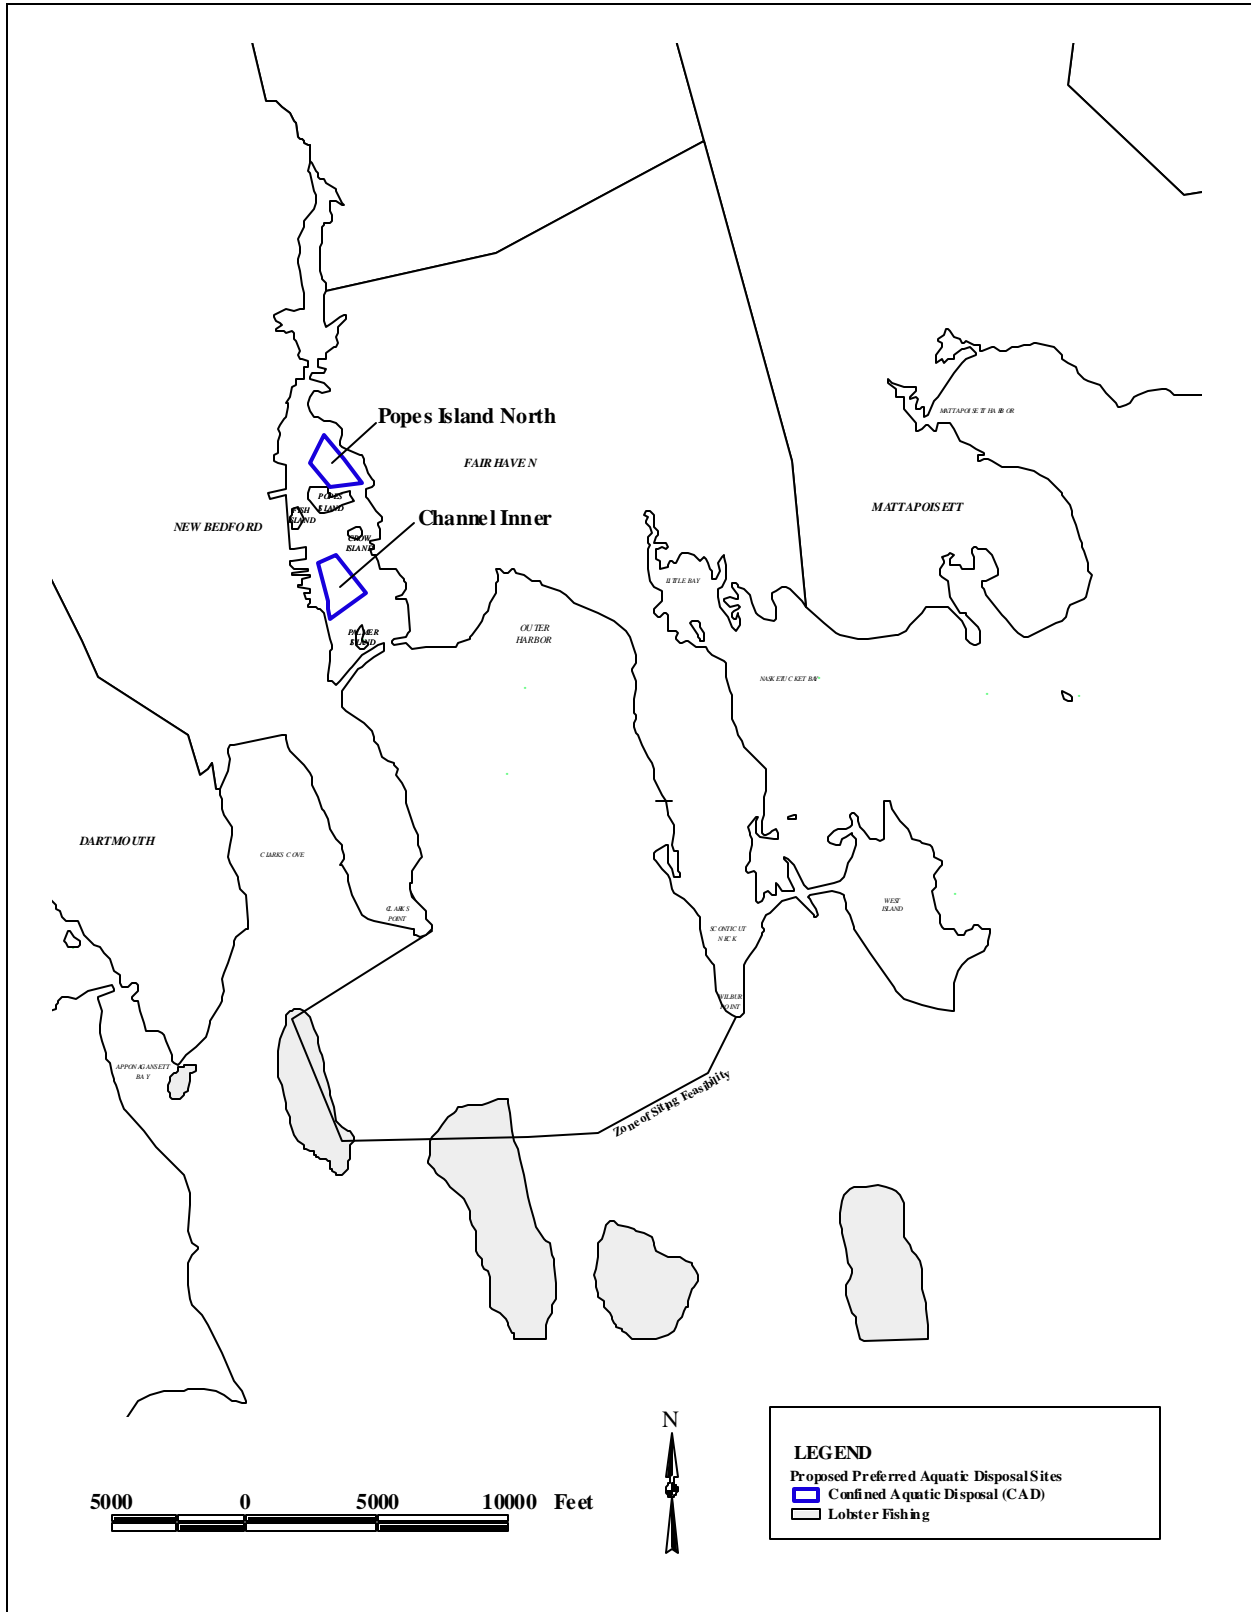 Popes Island North
FAIRHAVEN
MATTAPOISETT HARBOR
MATTAPOISETT
POPES
ISLAND
FISH
ISLAND
NEW BEDFORD
Channel Inner
CROW
ISLAND
LITTLE BAY
PALMER
ISLAND
OUTER
HARBOR
NASKETUCKET BAY
DARTMOUTH
CLARKS COVE
CLARKS
POINT
WEST
ISLAND
SCONTICUT
NECK
WILBUR
POINT
APPONAGANSETT
BAY
Zone of Siting Feasibility
N
LEGEND
Proposed Preferred Aquatic Disposal Sites
Confined Aquatic Disposal (CAD)
Lobster Fishing
5000 0 5000 10000 Feet